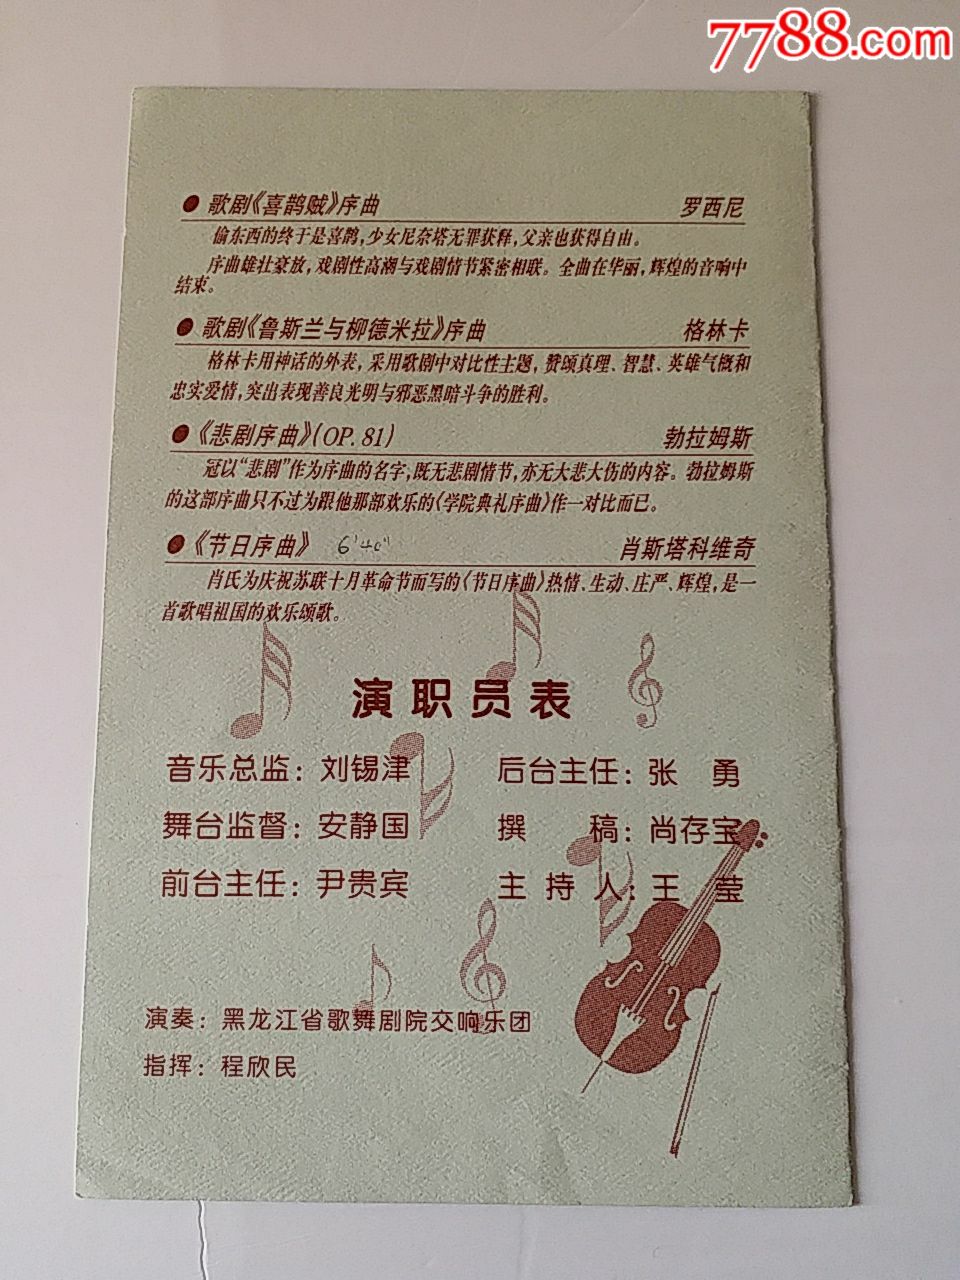 7788.com
● 歌剧《喜鹊贼》序曲 罗西尼
偷东西的终于是喜鹊,少女尼奈塔无罪获释,父亲也获得自由。
序曲雄壮豪放,戏剧性高潮与戏剧情节紧密相联。全曲在华丽,辉煌的音响中
结束。
● 歌剧《鲁斯兰与柳德米拉》序曲 格林卡
格林卡用神话的外表,采用歌剧中对比性主题,赞颂真理、智慧、英雄气概和
忠实爱情,突出表现善良光明与邪恶黑暗斗争的胜利。
● 《悲剧序曲》(OP. 81) 勃拉姆斯
冠以“悲剧”作为序曲的名字,既无悲剧情节,亦无大悲大伤的内容。勃拉姆斯
的这部序曲只不过为跟他那部欢乐的《学院典礼序曲》作一对比而已。
● 《节日序曲》 6'40" 肖斯塔科维奇
肖氏为庆祝苏联十月革命节而写的《节日序曲》热情、生动、庄严、辉煌,是一
首歌唱祖国的欢乐颂歌。
演职员表
音乐总监：刘锡津 后台主任：张 勇
舞台监督：安静国 撰 稿：尚存宝
前台主任：尹贵宾 主 持 人：王 莹
演奏：黑龙江省歌舞剧院交响乐团
指挥：程欣民